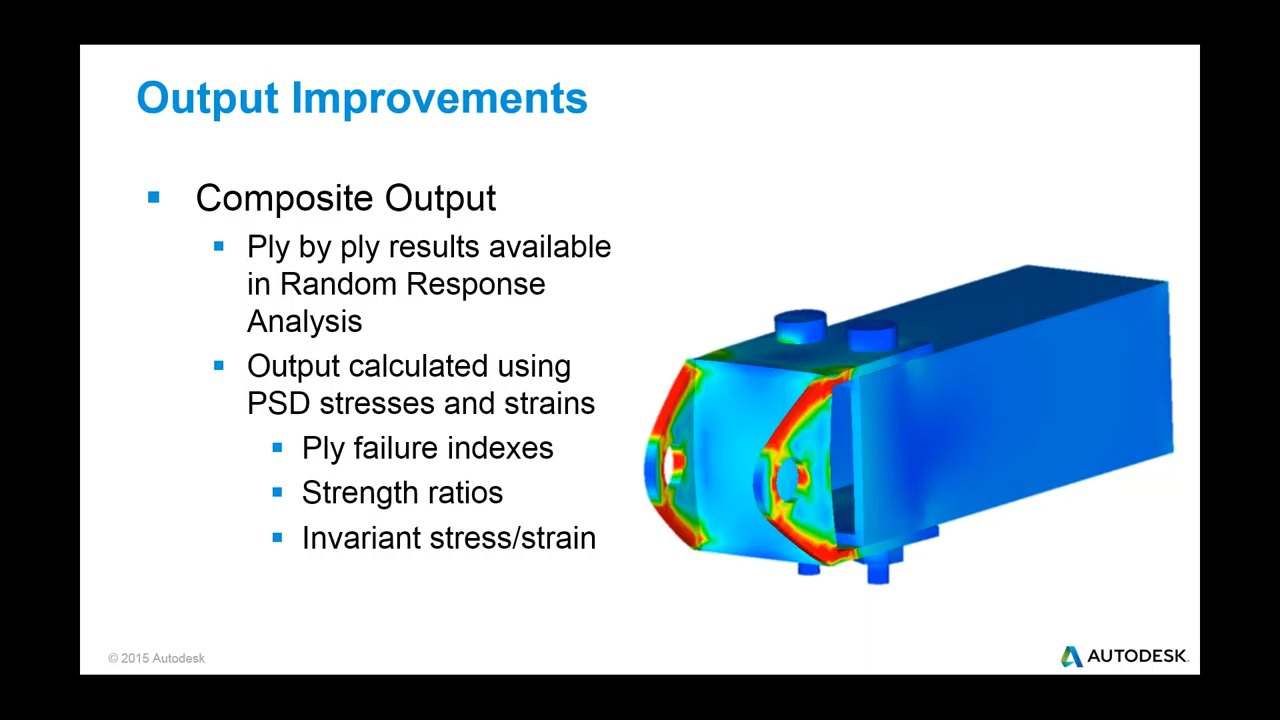 Output Improvements
Composite Output
Ply by ply results available
in Random Response
Analysis
Output calculated using
PSD stresses and strains
Ply failure indexes
Strength ratios
Invariant stress/strain
© 2015 Autodesk
AUTODESK.